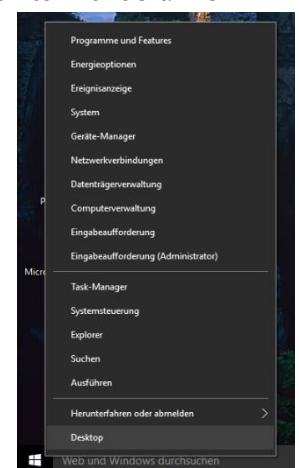 Programme und Features
Energieoptionen
Ereignisanzeige
System
Geräte-Manager
Netzwerkverbindungen
Datenträgerverwaltung
P
Computerverwaltung
Eingabeaufforderung
Eingabeaufforderung (Administrator)
Micro
Task-Manager
Systemsteuerung
Explorer
Suchen
Ausführen
Herunterfahren oder abmelden
Desktop
Web und Windows durchsuchen